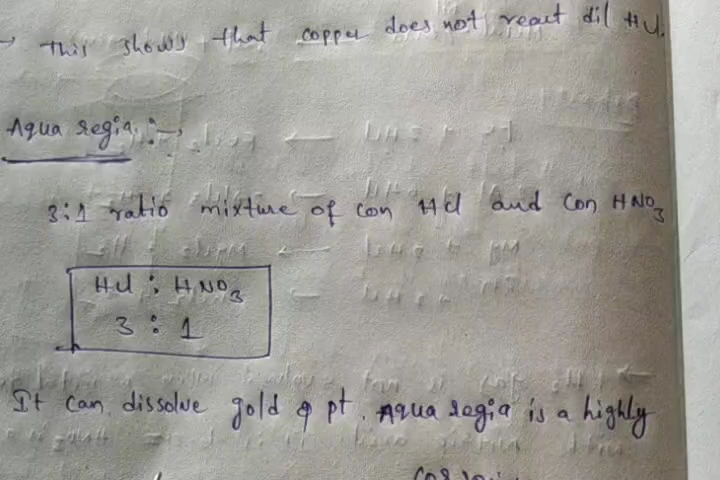 → This shows that copper does not react dil HCl.
Aqua regia :-
3:1 ratio mixture of con HCl and con HNO3
HCl : HNO3
3 : 1
It can dissolve gold & pt. Aqua regia is a highly